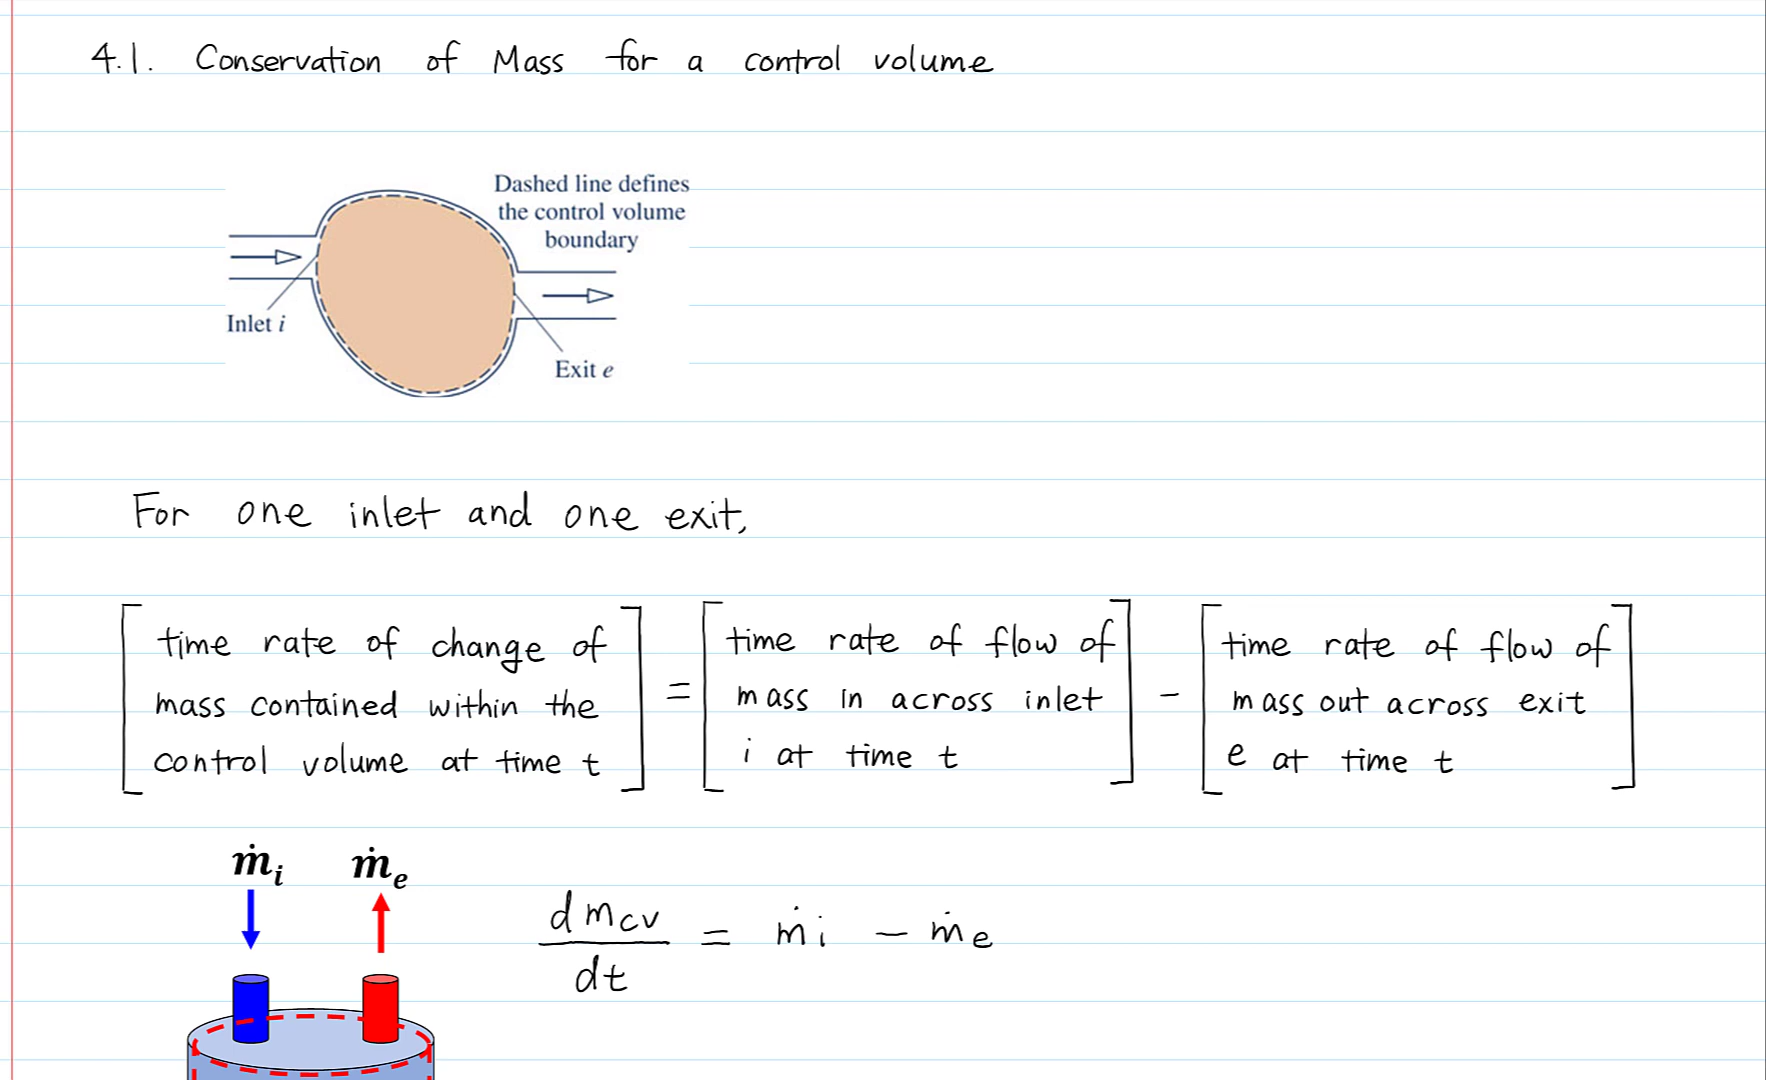 4.1. Conservation of Mass for a control volume
Dashed line defines
the control volume
boundary
Inlet i
Exit e
For one inlet and one exit,
[time rate of change of
mass contained within the
control volume at time t]
=
[time rate of flow of
mass in across inlet
i at time t]
-
[time rate of flow of
mass out across exit
e at time t]
ṁi ṁe
dmcv/dt = ṁi - ṁe